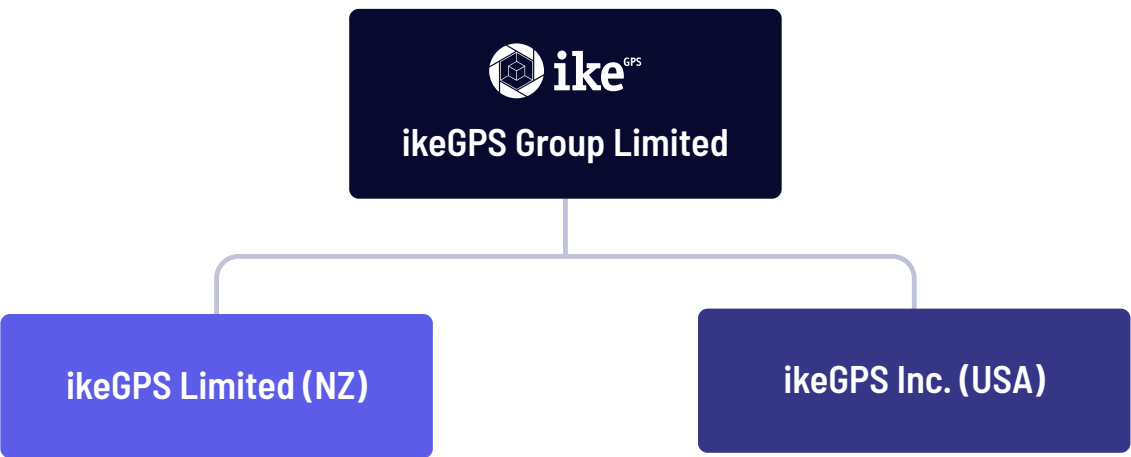 ike GPS
ikeGPS Group Limited
ikeGPS Limited (NZ)
ikeGPS Inc. (USA)